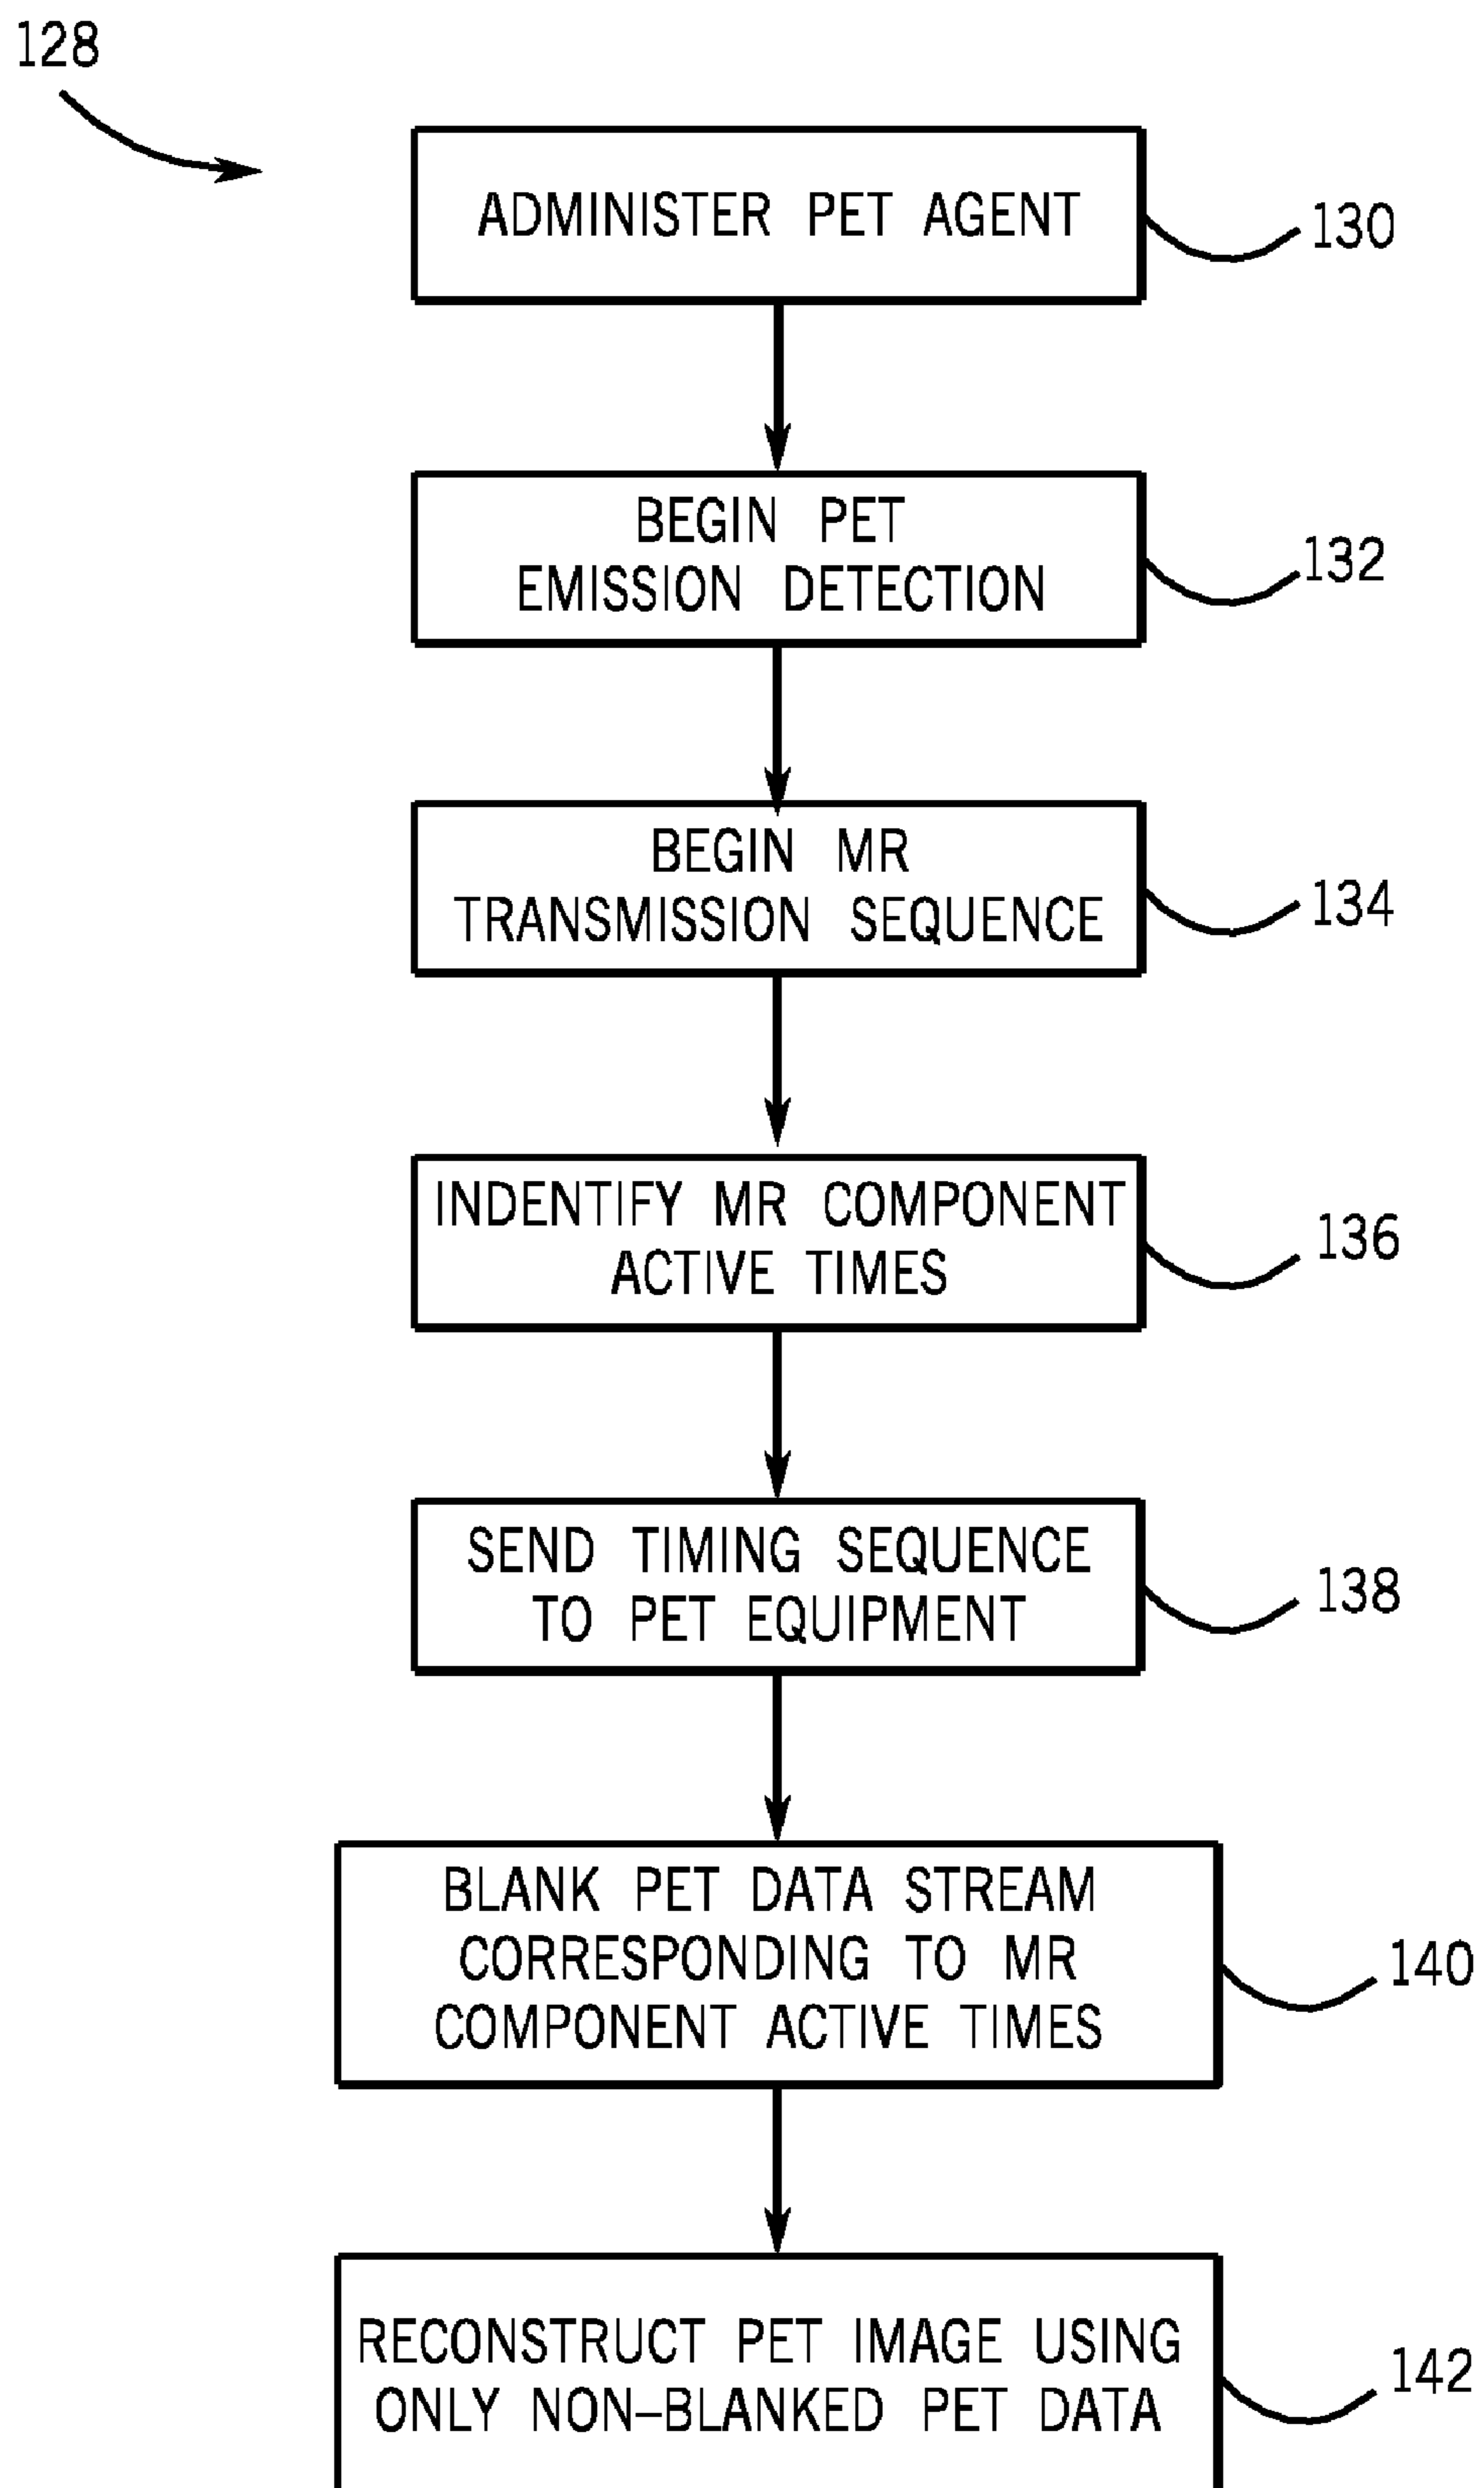 128
ADMINISTER PET AGENT
130
BEGIN PET
EMISSION DETECTION
132
BEGIN MR
TRANSMISSION SEQUENCE
134
INDENTIFY MR COMPONENT
ACTIVE TIMES
136
SEND TIMING SEQUENCE
TO PET EQUIPMENT
138
BLANK PET DATA STREAM
CORRESPONDING TO MR
COMPONENT ACTIVE TIMES
140
RECONSTRUCT PET IMAGE USING
ONLY NON-BLANKED PET DATA
142